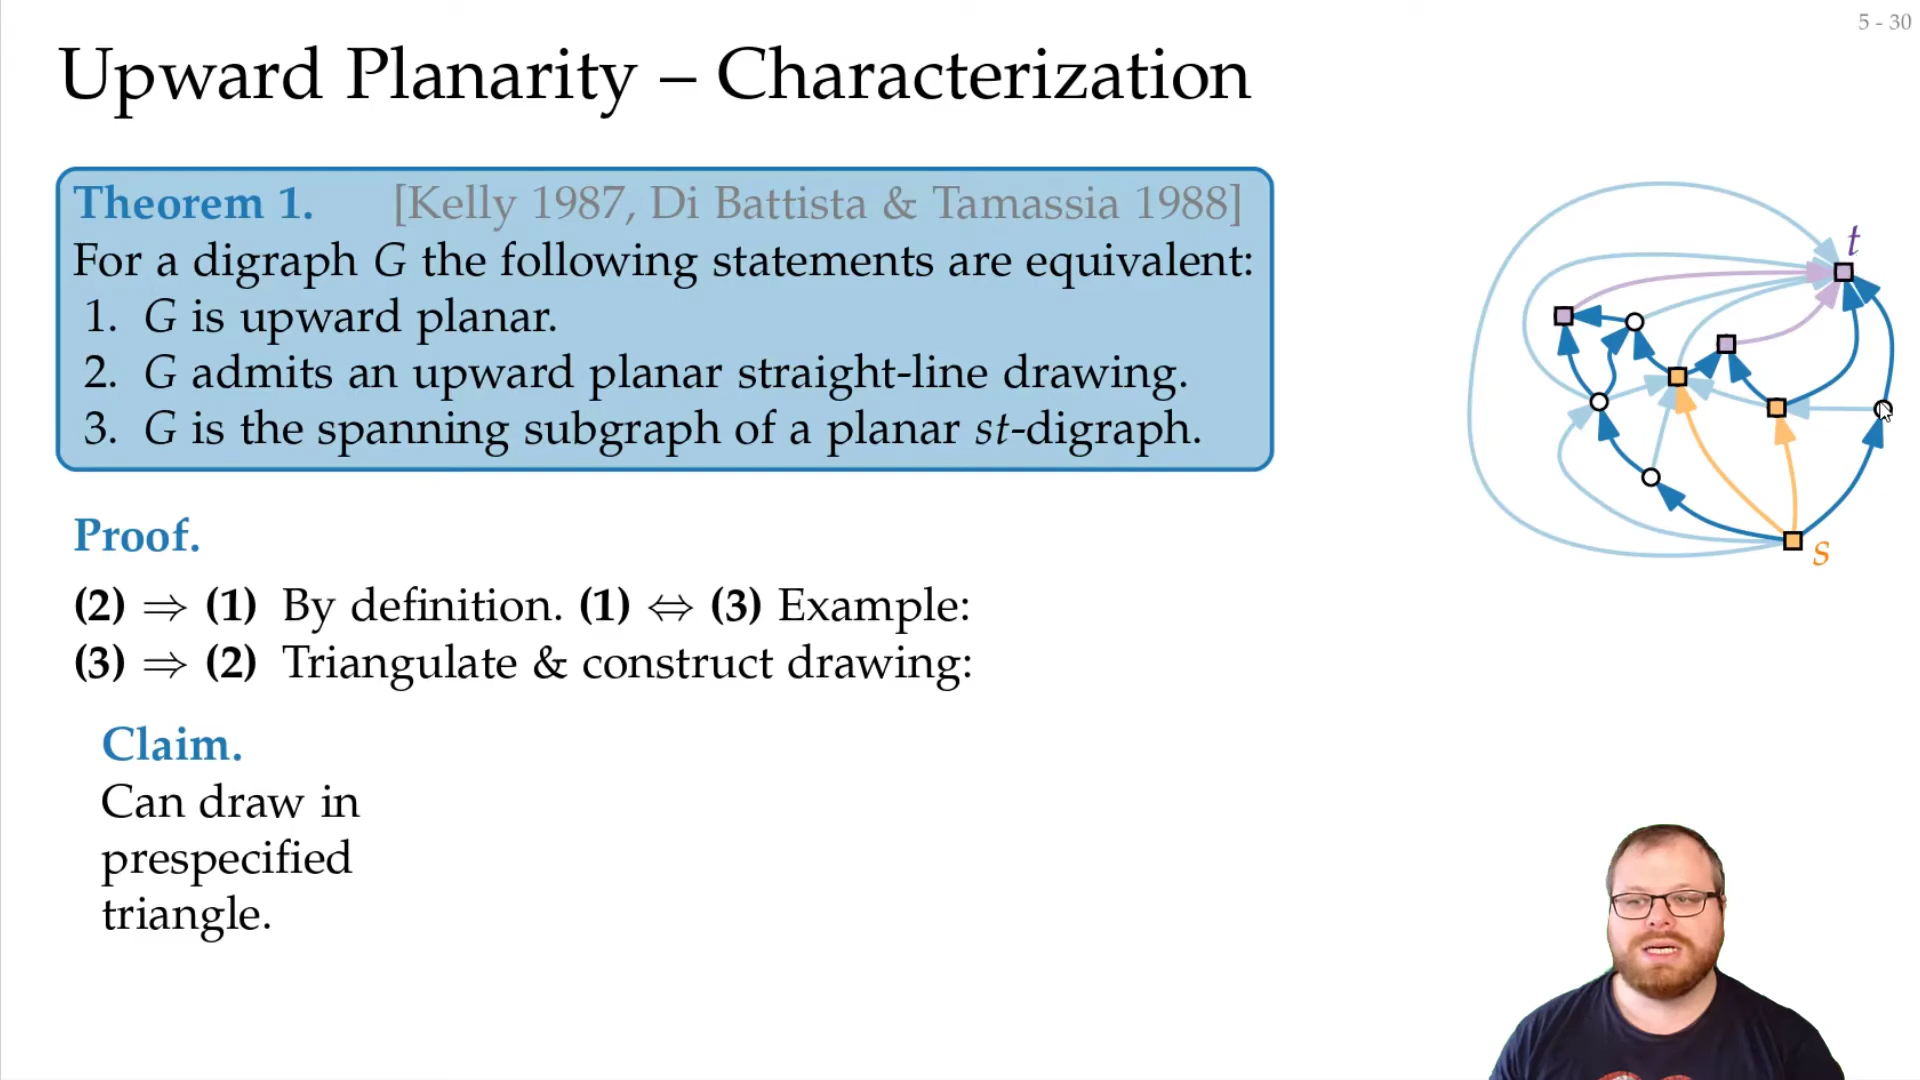 5 - 30
Upward Planarity – Characterization
Theorem 1. [Kelly 1987, Di Battista & Tamassia 1988]
For a digraph G the following statements are equivalent:
1. G is upward planar.
2. G admits an upward planar straight-line drawing.
3. G is the spanning subgraph of a planar st-digraph.
t
s
Proof.
(2) ⇒ (1) By definition. (1) ⇔ (3) Example:
(3) ⇒ (2) Triangulate & construct drawing:
Claim.
Can draw in
prespecified
triangle.